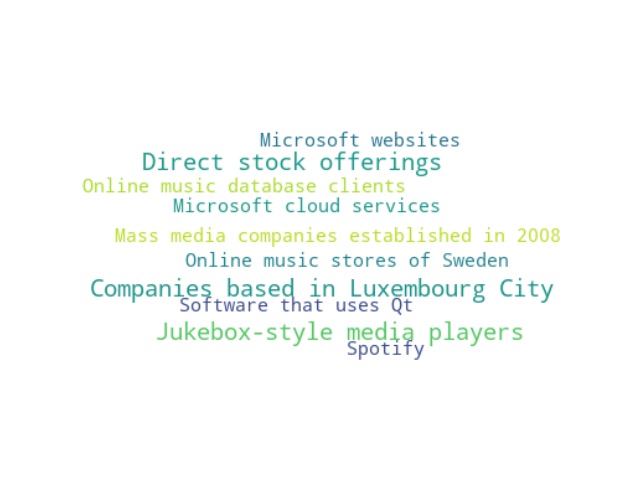 Microsoft websites
Direct stock offerings
Online music database clients
Microsoft cloud services
Mass media companies established in 2008
Online music stores of Sweden
Companies based in Luxembourg City
Software that uses Qt
Jukebox-style media players
Spotify